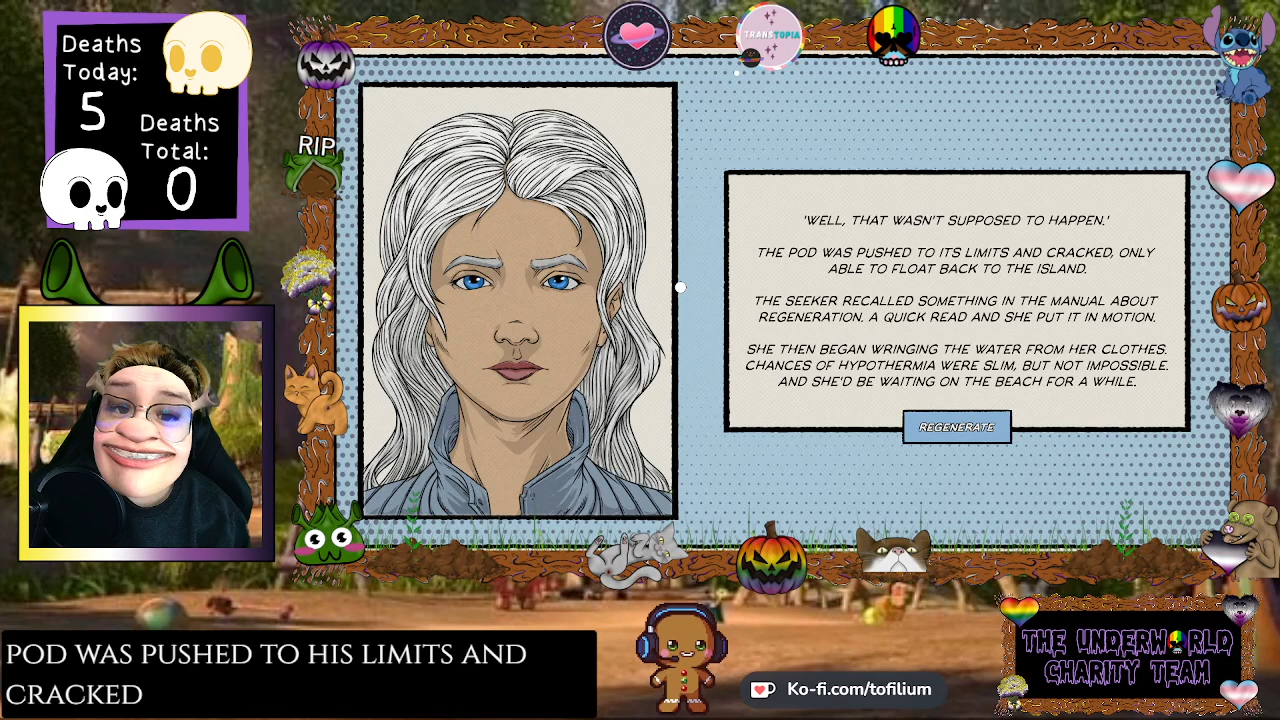 Deaths
Today:
5
Deaths
Total:
0
RIP
TRANSTOPIA
'WELL, THAT WASN'T SUPPOSED TO HAPPEN.'
THE POD WAS PUSHED TO ITS LIMITS AND CRACKED, ONLY
ABLE TO FLOAT BACK TO THE ISLAND.
THE SEEKER RECALLED SOMETHING IN THE MANUAL ABOUT
REGENERATION. A QUICK READ AND SHE PUT IT IN MOTION.
SHE THEN BEGAN WRINGING THE WATER FROM HER CLOTHES.
CHANCES OF HYPOTHERMIA WERE SLIM, BUT NOT IMPOSSIBLE.
AND SHE'D BE WAITING ON THE BEACH FOR A WHILE.
REGENERATE
POD WAS PUSHED TO HIS LIMITS AND
CRACKED
Ko-fi.com/tofilium
THE UNDERWORLD
CHARITY TEAM